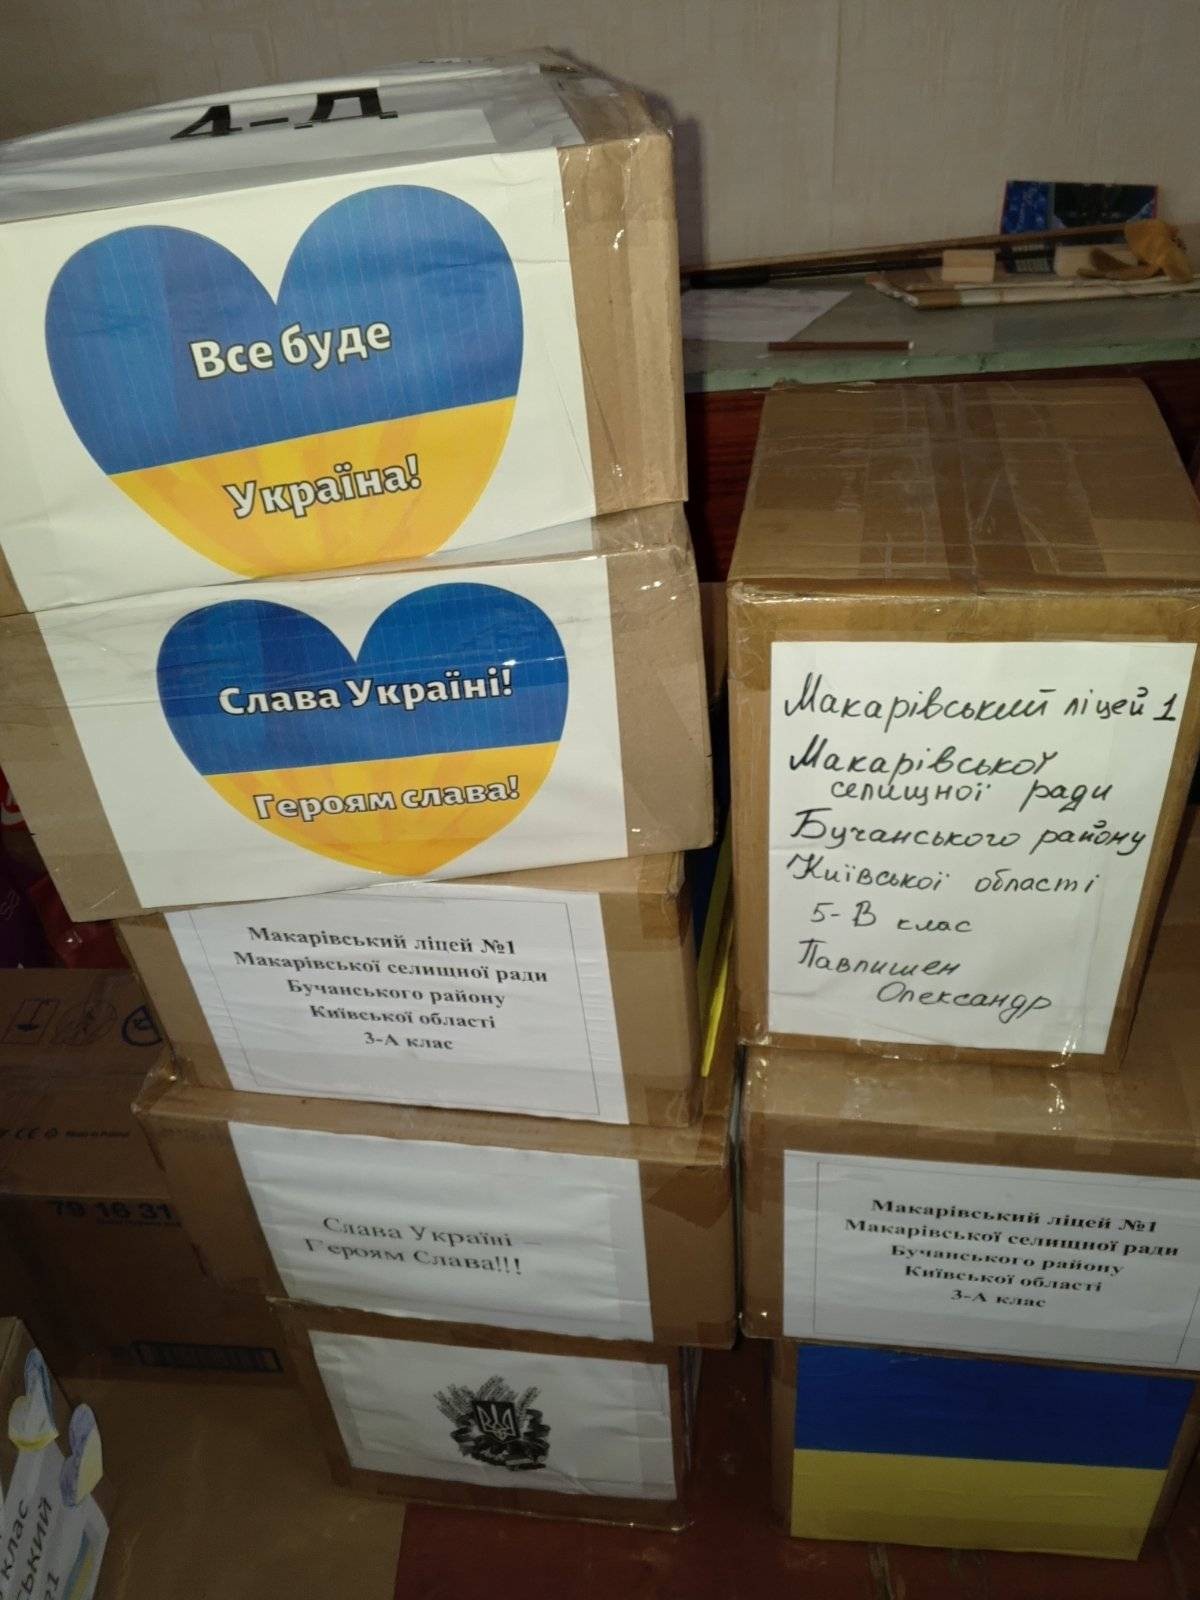 4-Д
Все буде
Україна!
Слава Україні!
Героям слава!
Макарівський ліцей №1
Макарівської селищної ради
Бучанського району
Київської області
3-А клас
Слава Україні –
Героям Слава!!!
Макарівський ліцей 1
Макарівської
селищної ради
Бучанського району
Київської області
5-В клас
Павлишен
Олександр
Макарівський ліцей №1
Макарівської селищної ради
Бучанського району
Київської області
3-А клас
79 16 31
клас